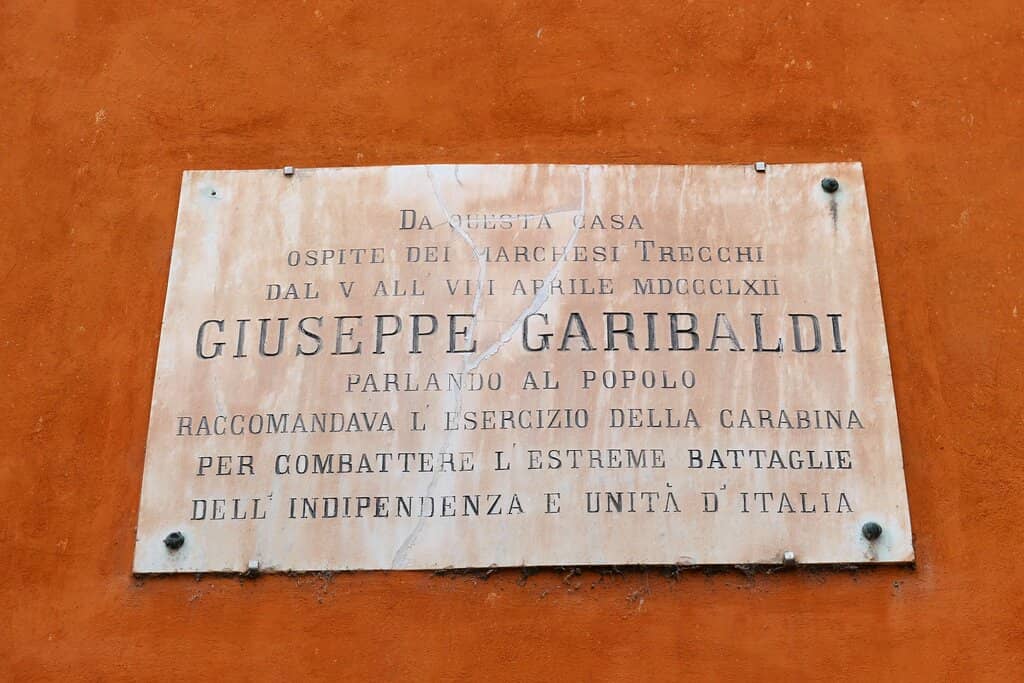 DA QUESTA CASA
OSPITE DEI MARCHESI TRECCHI
DAL V ALL' VIII APRILE MDCCCLXII
GIUSEPPE GARIBALDI
PARLANDO AL POPOLO
RACCOMANDAVA L'ESERCIZIO DELLA CARABINA
PER COMBATTERE L'ESTREME BATTAGLIE
DELL'INDIPENDENZA E UNITÀ D'ITALIA